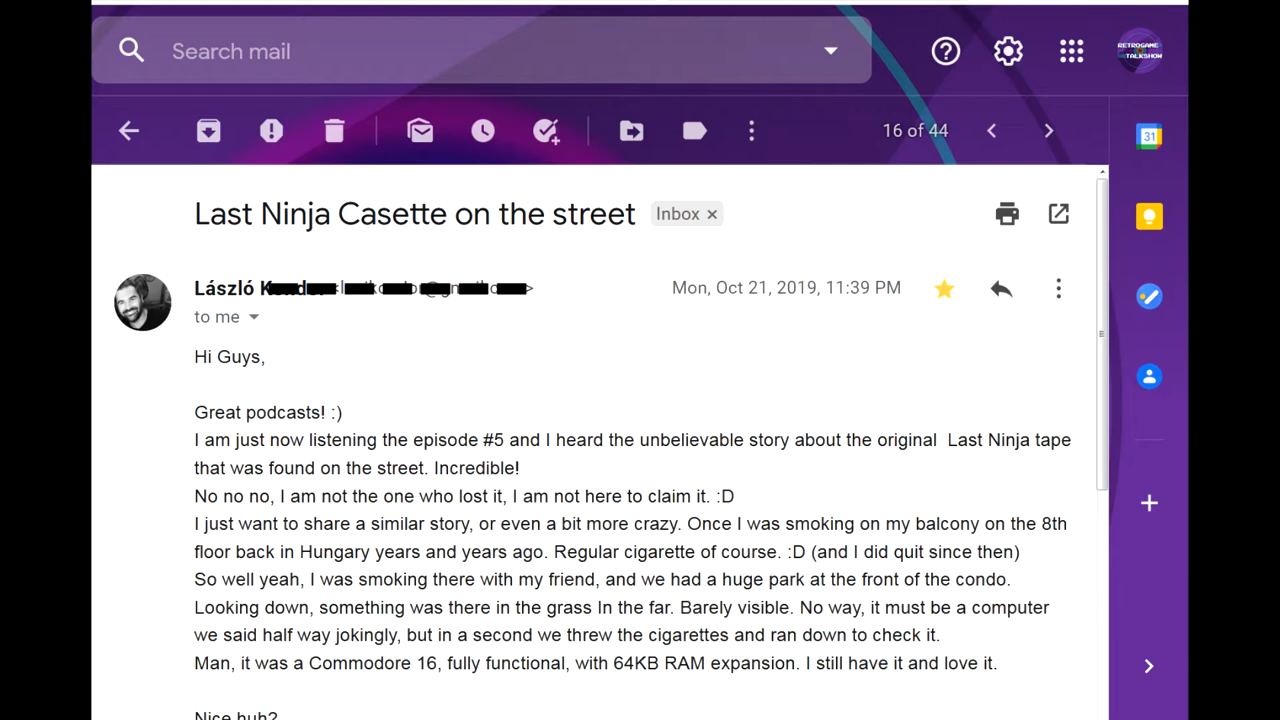 RETROGAME
TALKSHOW
Search mail
16 of 44
31
Last Ninja Casette on the street
Inbox
László
Mon, Oct 21, 2019, 11:39 PM
to me
Hi Guys,
Great podcasts! :)
I am just now listening the episode #5 and I heard the unbelievable story about the original  Last Ninja tape
that was found on the street. Incredible!
No no no, I am not the one who lost it, I am not here to claim it. :D
I just want to share a similar story, or even a bit more crazy. Once I was smoking on my balcony on the 8th
floor back in Hungary years and years ago. Regular cigarette of course. :D (and I did quit since then)
So well yeah, I was smoking there with my friend, and we had a huge park at the front of the condo.
Looking down, something was there in the grass In the far. Barely visible. No way, it must be a computer
we said half way jokingly, but in a second we threw the cigarettes and ran down to check it.
Man, it was a Commodore 16, fully functional, with 64KB RAM expansion. I still have it and love it.
Nice huh?